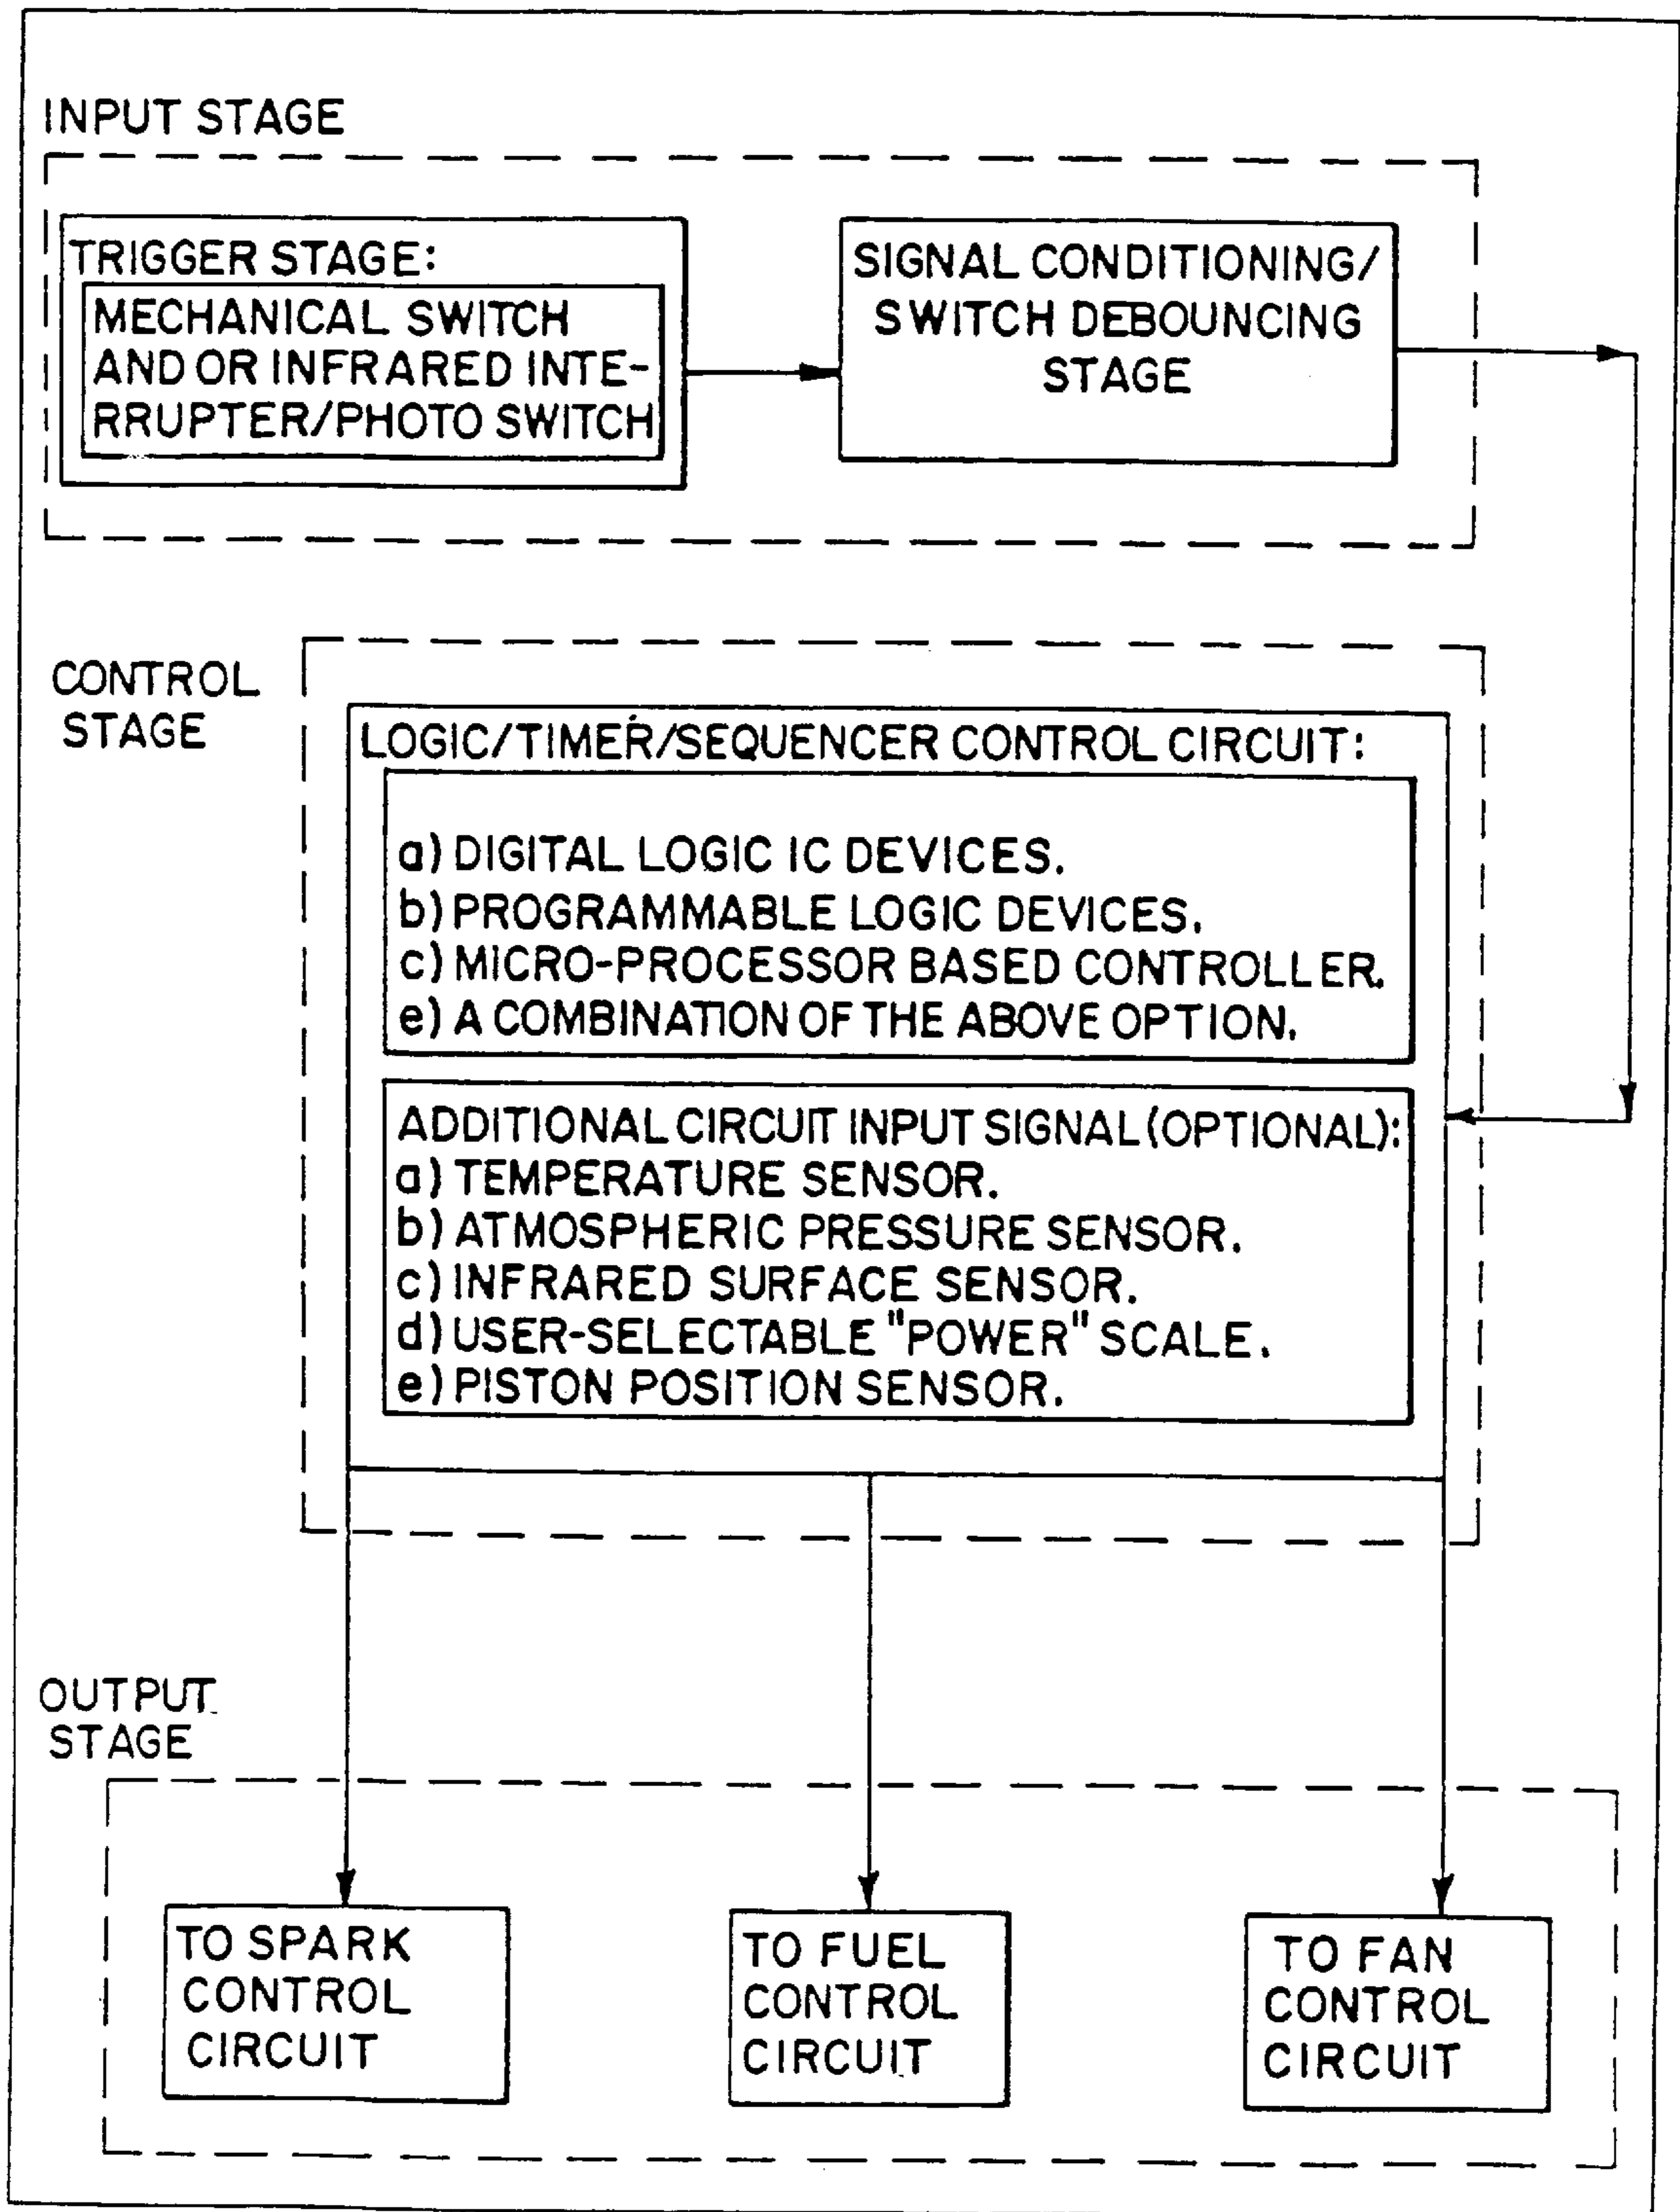 INPUT STAGE
TRIGGER STAGE:
MECHANICAL SWITCH
AND OR INFRARED INTE-
RRUPTER/PHOTO SWITCH
SIGNAL CONDITIONING/
SWITCH DEBOUNCING
STAGE
CONTROL
STAGE
LOGIC/TIMER/SEQUENCER CONTROL CIRCUIT:
a) DIGITAL LOGIC IC DEVICES.
b) PROGRAMMABLE LOGIC DEVICES.
c) MICRO-PROCESSOR BASED CONTROLLER.
e) A COMBINATION OF THE ABOVE OPTION.
ADDITIONAL CIRCUIT INPUT SIGNAL (OPTIONAL):
a) TEMPERATURE SENSOR.
b) ATMOSPHERIC PRESSURE SENSOR.
c) INFRARED SURFACE SENSOR.
d) USER-SELECTABLE "POWER" SCALE.
e) PISTON POSITION SENSOR.
OUTPUT
STAGE
TO SPARK
CONTROL
CIRCUIT
TO FUEL
CONTROL
CIRCUIT
TO FAN
CONTROL
CIRCUIT